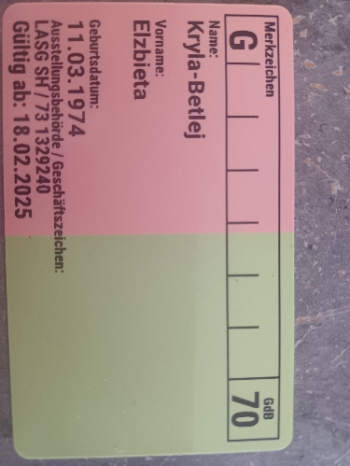 Merkzeichen
GdB
G
70
Name:
Kryla-Betlej
Vorname:
Elzbieta
Geburtsdatum:
11.03.1974
Ausstellungsbehörde / Geschäftszeichen:
LASG SH / 73 1329240
Gültig ab: 18.02.2025